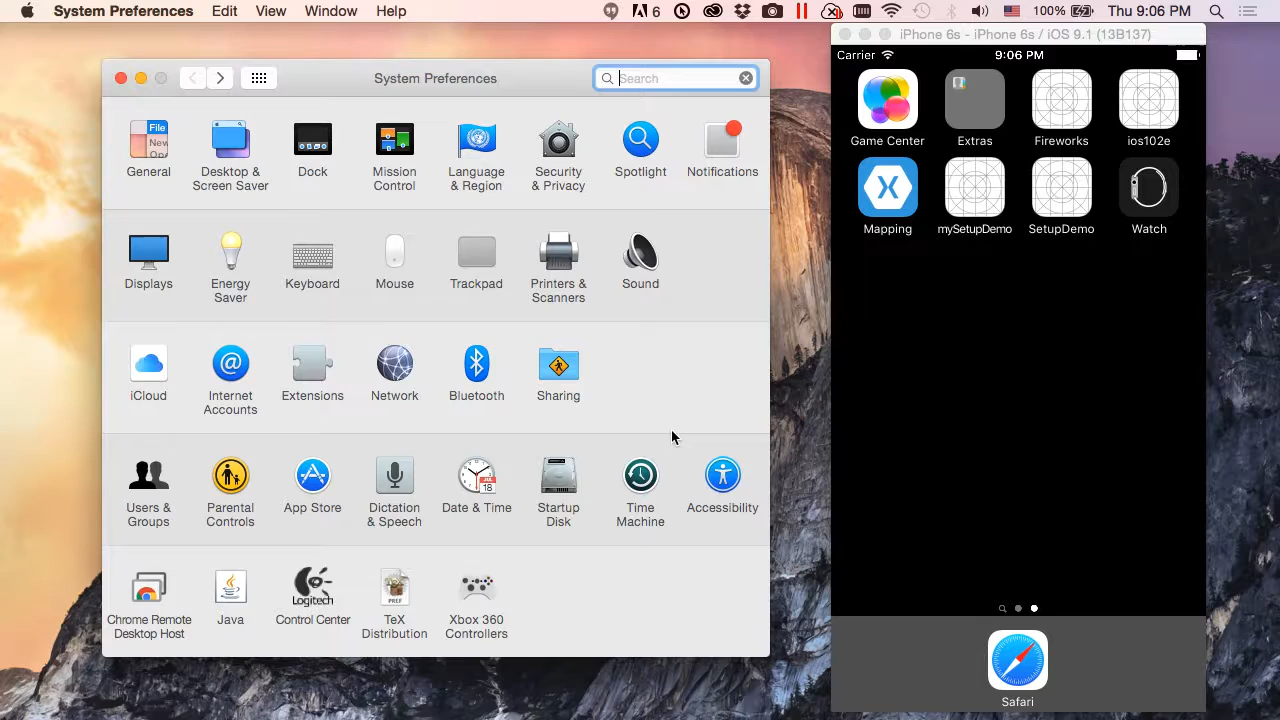 System Preferences Edit View Window Help
6
100%
Thu 9:06 PM
System Preferences
Search
File
New
General
Desktop &
Screen Saver
Dock
Mission
Control
Language
& Region
Security
& Privacy
Spotlight
Notifications
Displays
Energy
Saver
Keyboard
Mouse
Trackpad
Printers &
Scanners
Sound
iCloud
@
Internet
Accounts
Extensions
Network
Bluetooth
Sharing
Users &
Groups
Parental
Controls
App Store
Dictation
& Speech
18
Date & Time
Startup
Disk
Time
Machine
Accessibility
Chrome Remote
Desktop Host
Java
Logitech
Control Center
PREF
TeX
Distribution
Xbox 360
Controllers
iPhone 6s - iPhone 6s / iOS 9.1 (13B137)
Carrier
9:06 PM
Game Center
Extras
Fireworks
ios102e
Mapping
mySetupDemo
SetupDemo
Watch
Safari